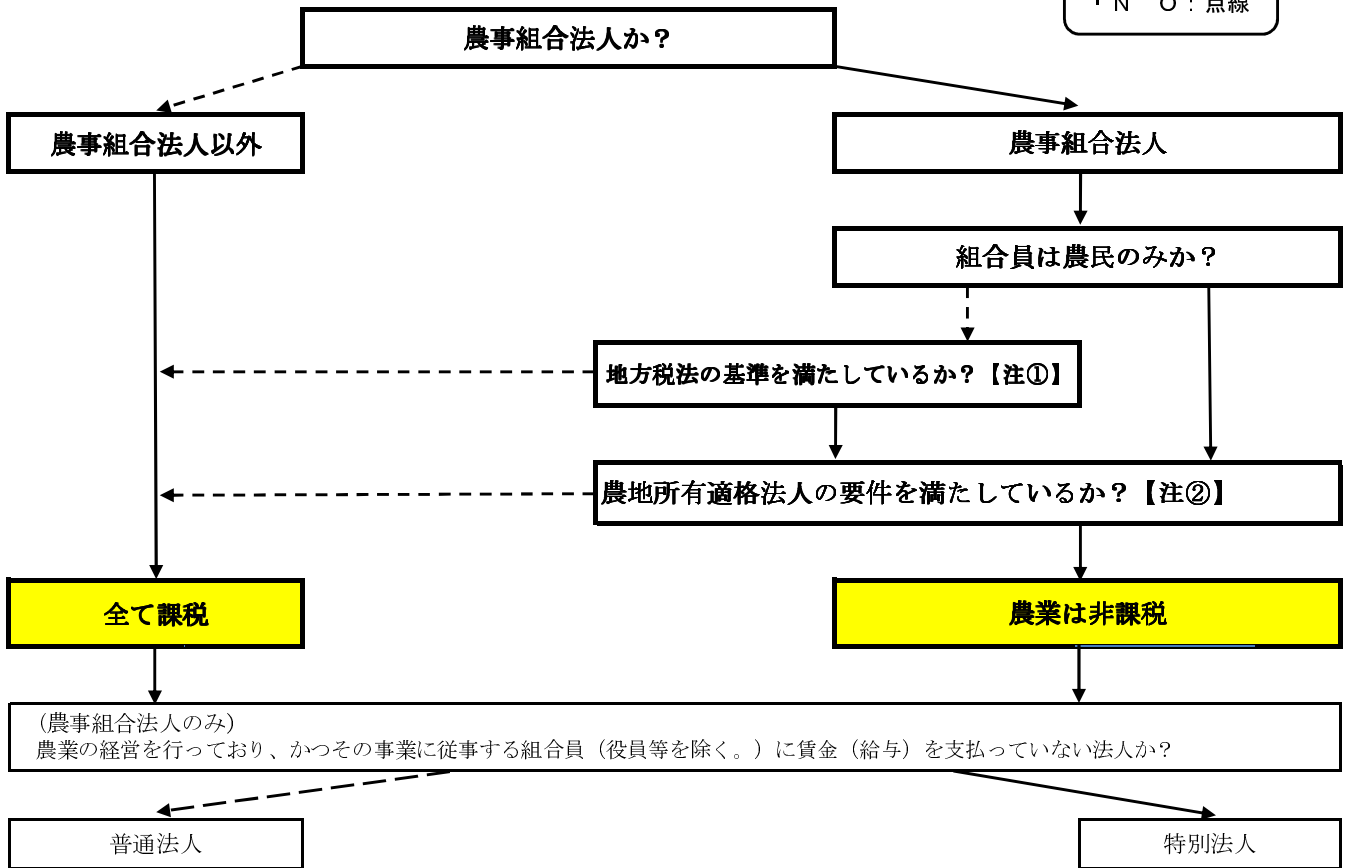 ・Ｎ　Ｏ：点線
農事組合法人か？
農事組合法人以外
農事組合法人
組合員は農民のみか？
地方税法の基準を満たしているか？【注①】
農地所有適格法人の要件を満たしているか？【注②】
全て課税
農業は非課税
（農事組合法人のみ）
農業の経営を行っており、かつその事業に従事する組合員（役員等を除く。）に賃金（給与）を支払っていない法人か？
普通法人
特別法人